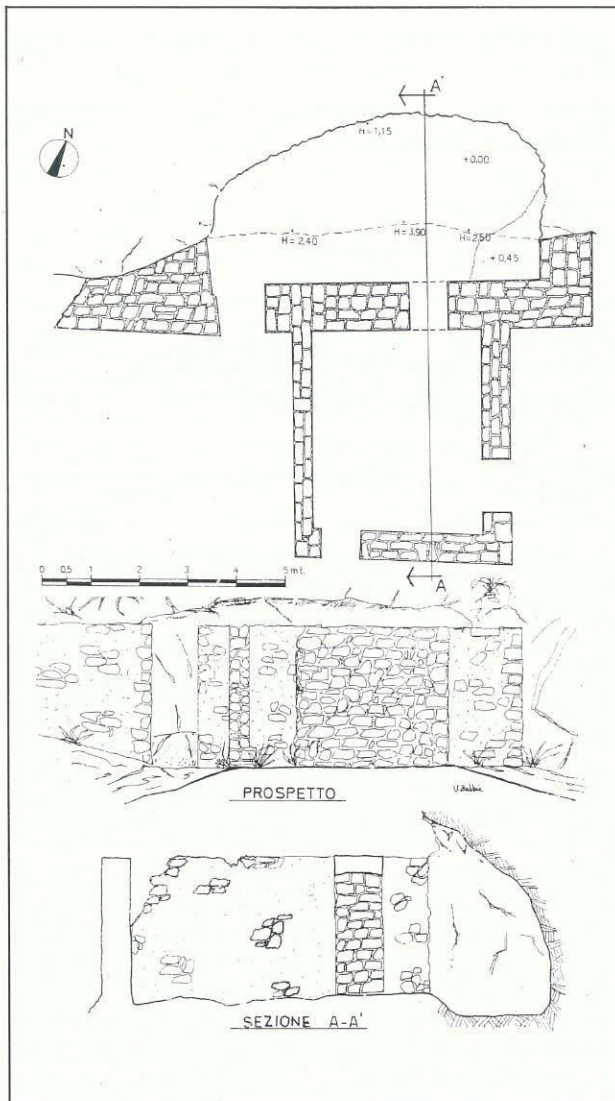 A'
N
H=1,15
+0,00
H=2,40
H=3,90
H=2,50
+0,45
A
0 0,5 1 2 3 4 5 mt.
PROSPETTO
SEZIONE A-A'